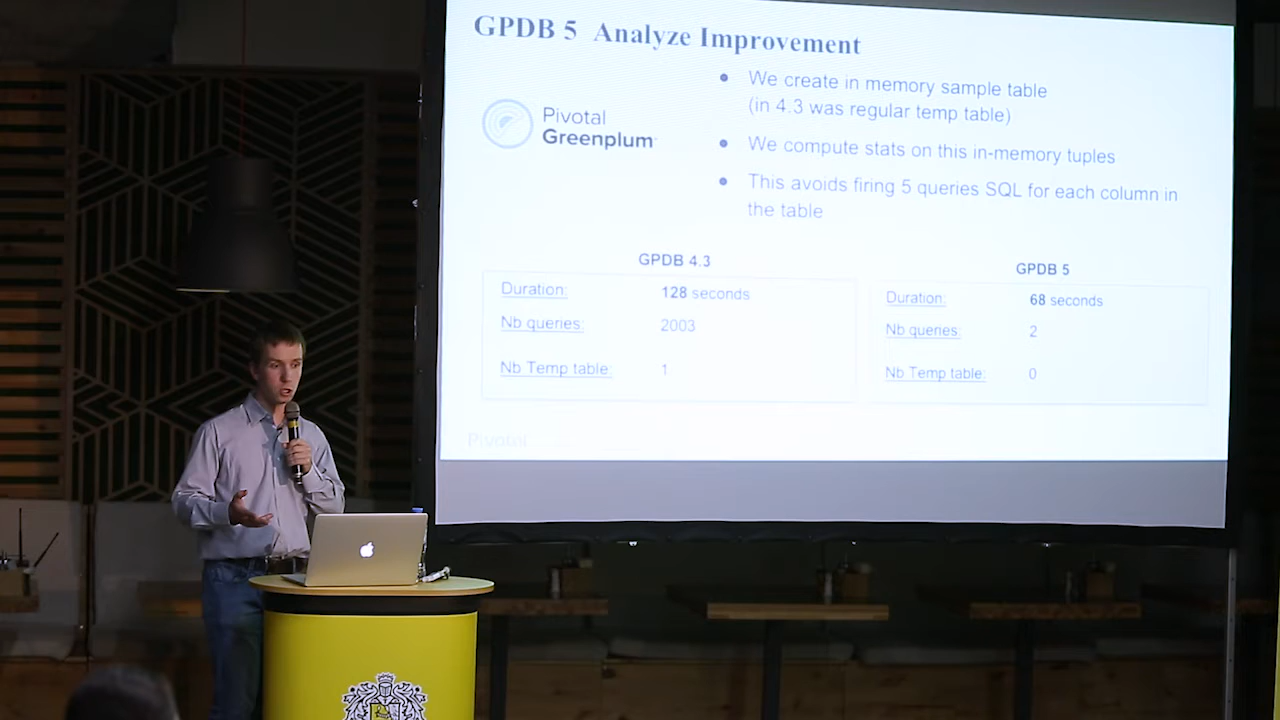 GPDB 5 Analyze Improvement
Pivotal
Greenplum
• We create in memory sample table
(in 4.3 was regular temp table)
• We compute stats on this in-memory tuples
• This avoids firing 5 queries SQL for each column in
the table
GPDB 4.3
Duration: 128 seconds
Nb queries: 2003
Nb Temp table: 1
GPDB 5
Duration: 68 seconds
Nb queries: 2
Nb Temp table: 0
Pivotal